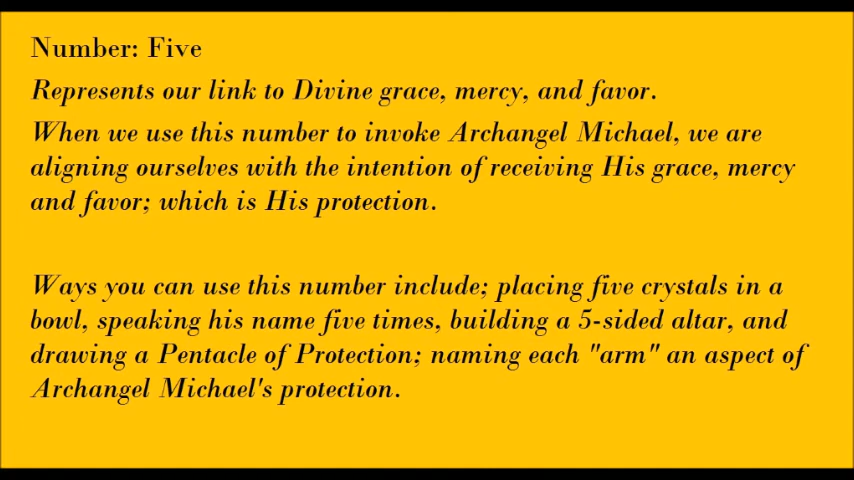 Number: Five
Represents our link to Divine grace, mercy, and favor.
When we use this number to invoke Archangel Michael, we are
aligning ourselves with the intention of receiving His grace, mercy
and favor; which is His protection.
Ways you can use this number include; placing five crystals in a
bowl, speaking his name five times, building a 5-sided altar, and
drawing a Pentacle of Protection; naming each "arm" an aspect of
Archangel Michael's protection.